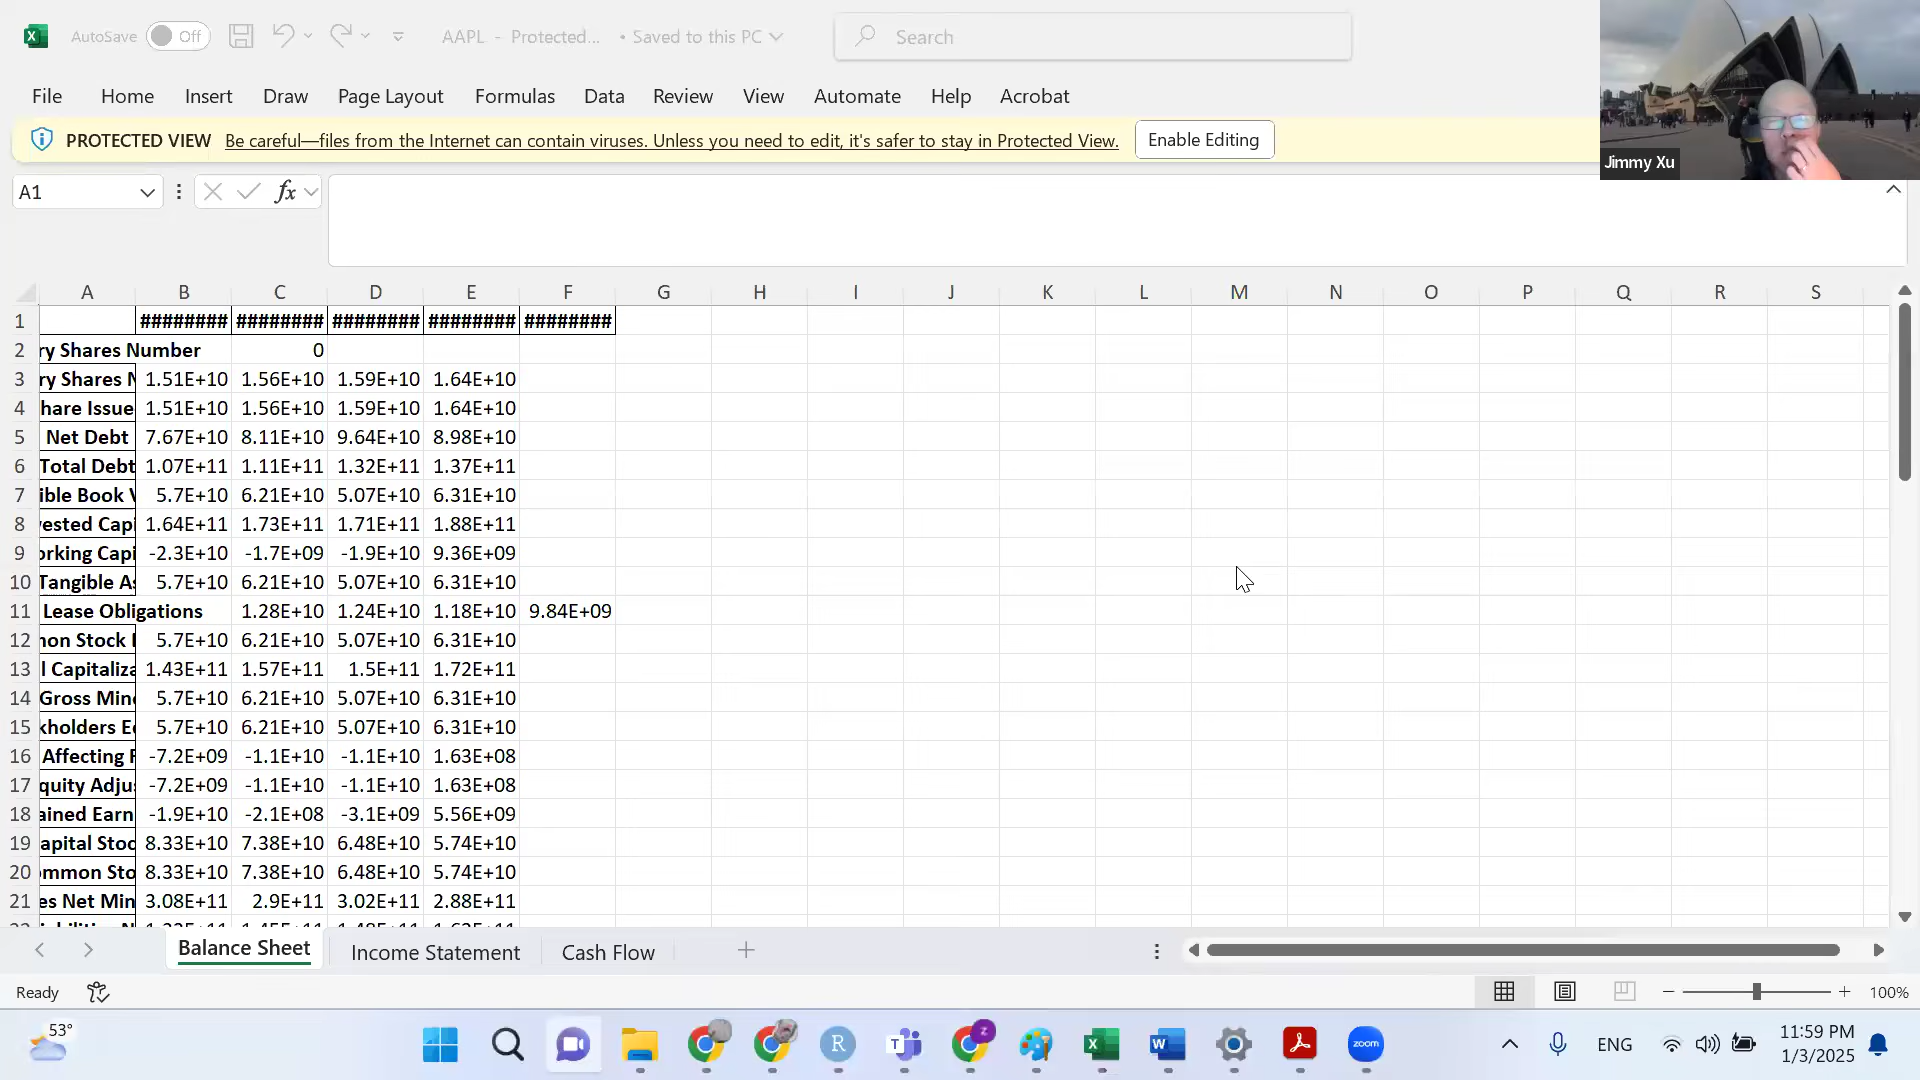 AutoSave Off AAPL - Protected... • Saved to this PC Search
File Home Insert Draw Page Layout Formulas Data Review View Automate Help Acrobat
PROTECTED VIEW Be careful—files from the Internet can contain viruses. Unless you need to edit, it's safer to stay in Protected View. Enable Editing
Jimmy Xu
A1 fx
A B C D E F G H I J K L M N O P Q R S
1 ######## ######## ######## ######## ########
2 ry Shares Number 0
3 ry Shares N 1.51E+10 1.56E+10 1.59E+10 1.64E+10
4 hare Issue 1.51E+10 1.56E+10 1.59E+10 1.64E+10
5 Net Debt 7.67E+10 8.11E+10 9.64E+10 8.98E+10
6 Total Debt 1.07E+11 1.11E+11 1.32E+11 1.37E+11
7 ible Book V 5.7E+10 6.21E+10 5.07E+10 6.31E+10
8 vested Capi 1.64E+11 1.73E+11 1.71E+11 1.88E+11
9 orking Capi -2.3E+10 -1.7E+09 -1.9E+10 9.36E+09
10 Tangible As 5.7E+10 6.21E+10 5.07E+10 6.31E+10
11 Lease Obligations 1.28E+10 1.24E+10 1.18E+10 9.84E+09
12 non Stock E 5.7E+10 6.21E+10 5.07E+10 6.31E+10
13 l Capitaliza 1.43E+11 1.57E+11 1.5E+11 1.72E+11
14 Gross Mino 5.7E+10 6.21E+10 5.07E+10 6.31E+10
15 kholders Ec 5.7E+10 6.21E+10 5.07E+10 6.31E+10
16 Affecting R -7.2E+09 -1.1E+10 -1.1E+10 1.63E+08
17 quity Adjus -7.2E+09 -1.1E+10 -1.1E+10 1.63E+08
18 ained Earn -1.9E+10 -2.1E+08 -3.1E+09 5.56E+09
19 apital Stoc 8.33E+10 7.38E+10 6.48E+10 5.74E+10
20 ommon Sto 8.33E+10 7.38E+10 6.48E+10 5.74E+10
21 es Net Min 3.08E+11 2.9E+11 3.02E+11 2.88E+11
Balance Sheet Income Statement Cash Flow
Ready 100%
53° ENG 11:59 PM
1/3/2025
zoom